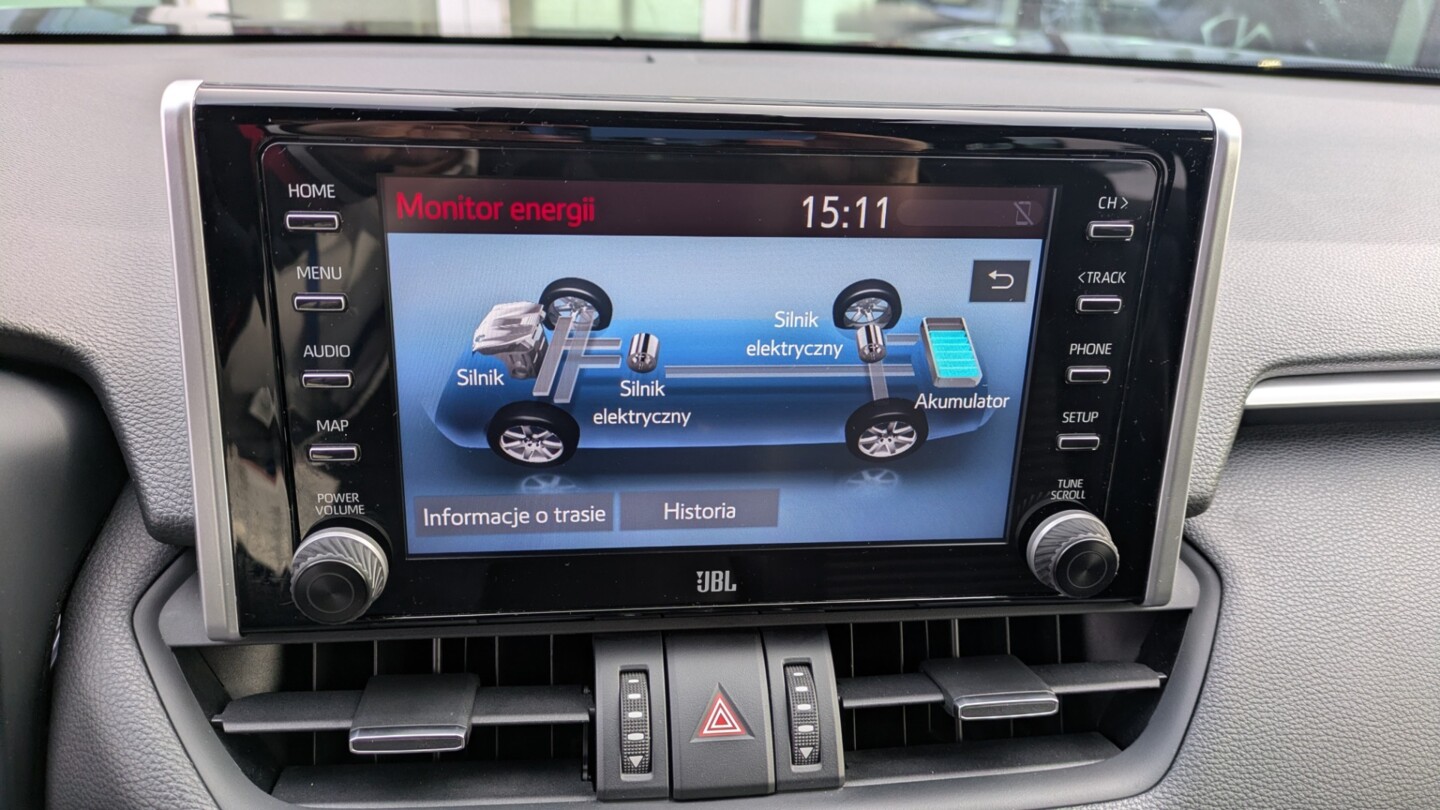 HOME
MENU
AUDIO
MAP
POWER
VOLUME
Monitor energii
15:11
Silnik
Silnik
elektryczny
Silnik
elektryczny
Akumulator
Informacje o trasie
Historia
CH >
< TRACK
PHONE
SETUP
TUNE
SCROLL
JBL